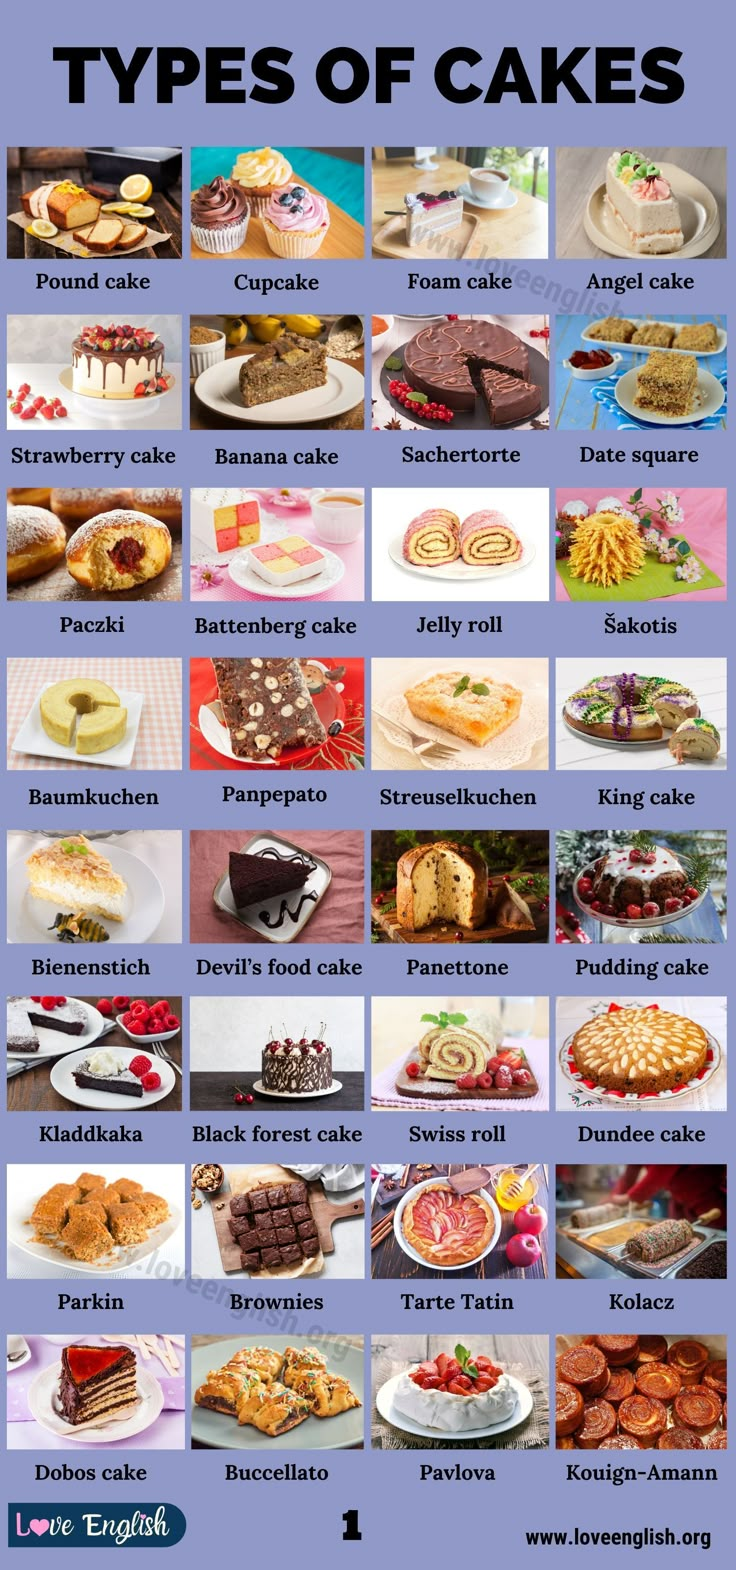 TYPES OF CAKES
Pound cake
Cupcake
Foam cake
Angel cake
www.loveenglish.org
Strawberry cake
Banana cake
Sachertorte
Date square
Paczki
Battenberg cake
Jelly roll
Šakotis
Baumkuchen
Panpepato
Streuselkuchen
King cake
Bienenstich
Devil's food cake
Panettone
Pudding cake
Kladdkaka
Black forest cake
Swiss roll
Dundee cake
Parkin
Brownies
Tarte Tatin
Kolacz
www.loveenglish.org
Dobos cake
Buccellato
Pavlova
Kouign-Amann
Love English
1
www.loveenglish.org